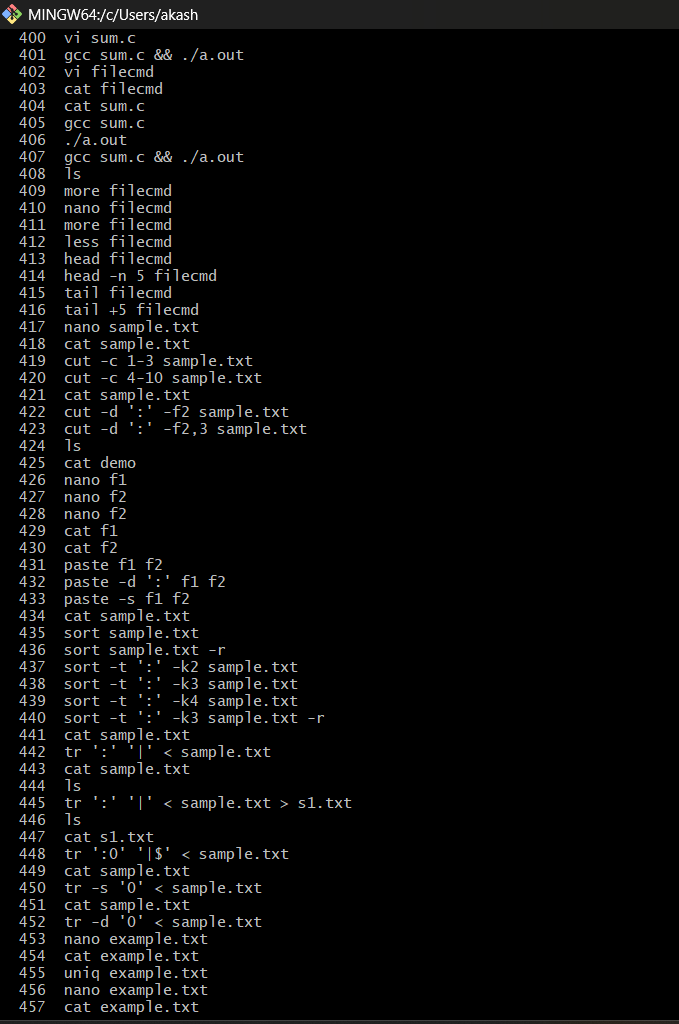 MINGW64:/c/Users/akash
400 vi sum.c
401 gcc sum.c && ./a.out
402 vi filecmd
403 cat filecmd
404 cat sum.c
405 gcc sum.c
406 ./a.out
407 gcc sum.c && ./a.out
408 ls
409 more filecmd
410 nano filecmd
411 more filecmd
412 less filecmd
413 head filecmd
414 head -n 5 filecmd
415 tail filecmd
416 tail +5 filecmd
417 nano sample.txt
418 cat sample.txt
419 cut -c 1-3 sample.txt
420 cut -c 4-10 sample.txt
421 cat sample.txt
422 cut -d ':' -f2 sample.txt
423 cut -d ':' -f2,3 sample.txt
424 ls
425 cat demo
426 nano f1
427 nano f2
428 nano f2
429 cat f1
430 cat f2
431 paste f1 f2
432 paste -d ':' f1 f2
433 paste -s f1 f2
434 cat sample.txt
435 sort sample.txt
436 sort sample.txt -r
437 sort -t ':' -k2 sample.txt
438 sort -t ':' -k3 sample.txt
439 sort -t ':' -k4 sample.txt
440 sort -t ':' -k3 sample.txt -r
441 cat sample.txt
442 tr ':' '|' < sample.txt
443 cat sample.txt
444 ls
445 tr ':' '|' < sample.txt > s1.txt
446 ls
447 cat s1.txt
448 tr ':0' '|$' < sample.txt
449 cat sample.txt
450 tr -s '0' < sample.txt
451 cat sample.txt
452 tr -d '0' < sample.txt
453 nano example.txt
454 cat example.txt
455 uniq example.txt
456 nano example.txt
457 cat example.txt